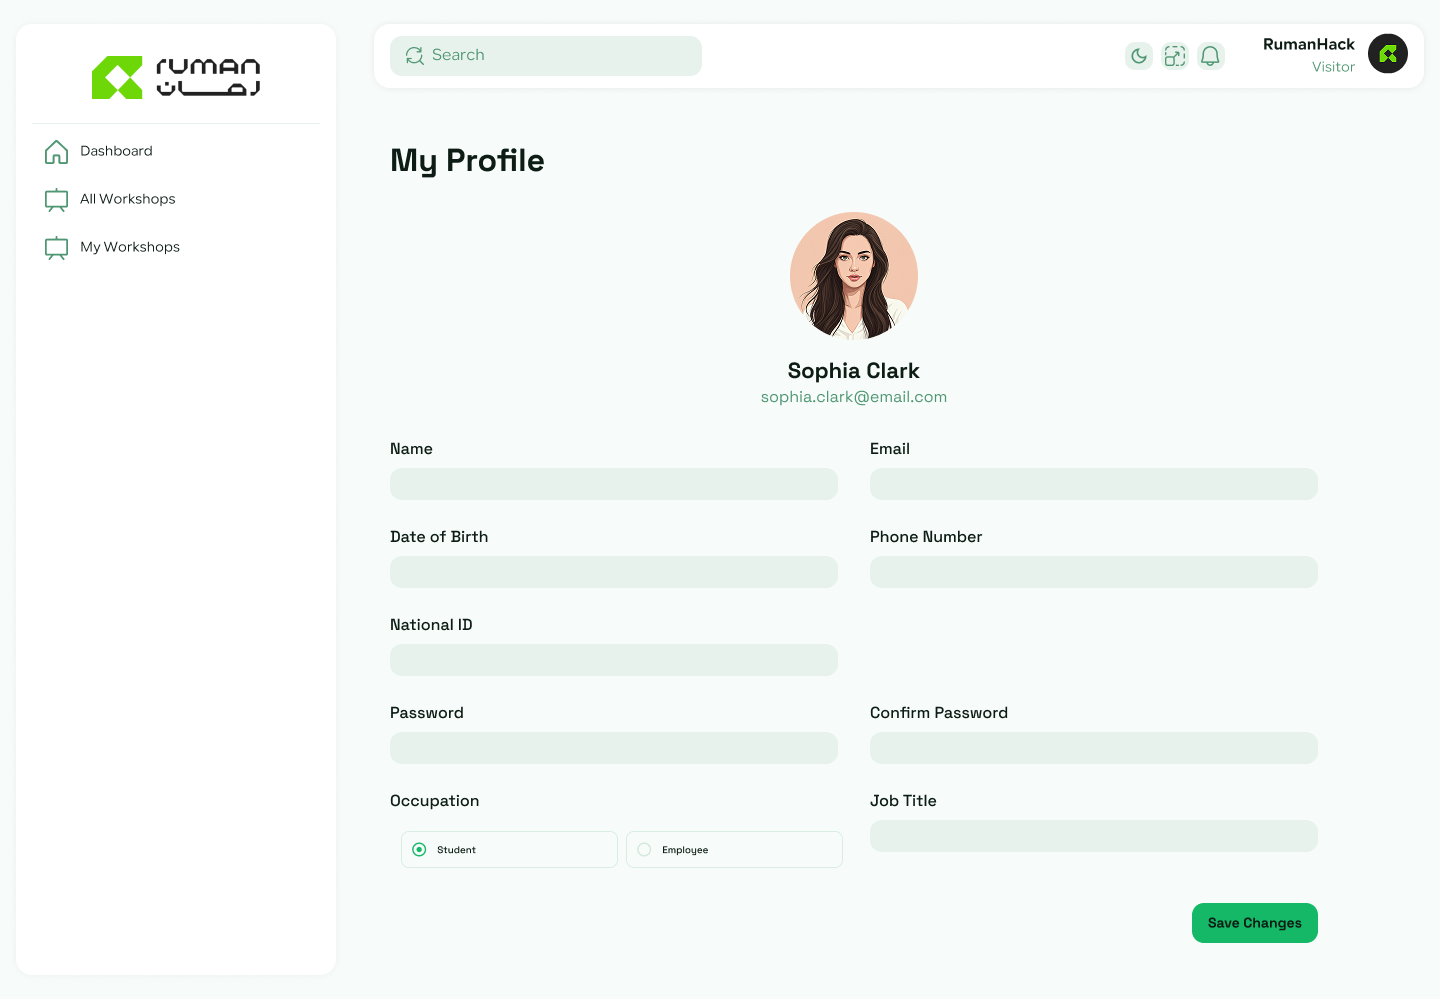 ruman
رمان
Dashboard
All Workshops
My Workshops
Search
RumanHack
Visitor
My Profile
Sophia Clark
sophia.clark@email.com
Name
Email
Date of Birth
Phone Number
National ID
Password
Confirm Password
Occupation
Job Title
Student
Employee
Save Changes